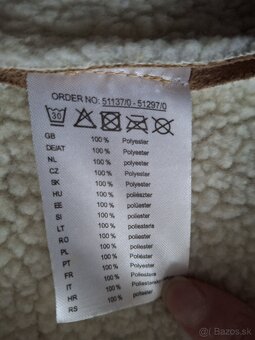 ORDER NO: 51137/0 - 51297/0
30
GB 100 % Polyester
DE/AT 100 % Polyester
NL 100 % Polyester
CZ 100 % Polyester
SK 100 % Polyester
HU 100 % poliészter
EE 100 % polüester
SI 100 % poliester
LT 100 % poliesteris
RO 100 % poliester
PL 100 % poliester
PT 100 % Poliéster
FR 100 % Polyester
IT 100 % Poliestere
HR 100 % poliester
RS 100 %
© Bazos.sk